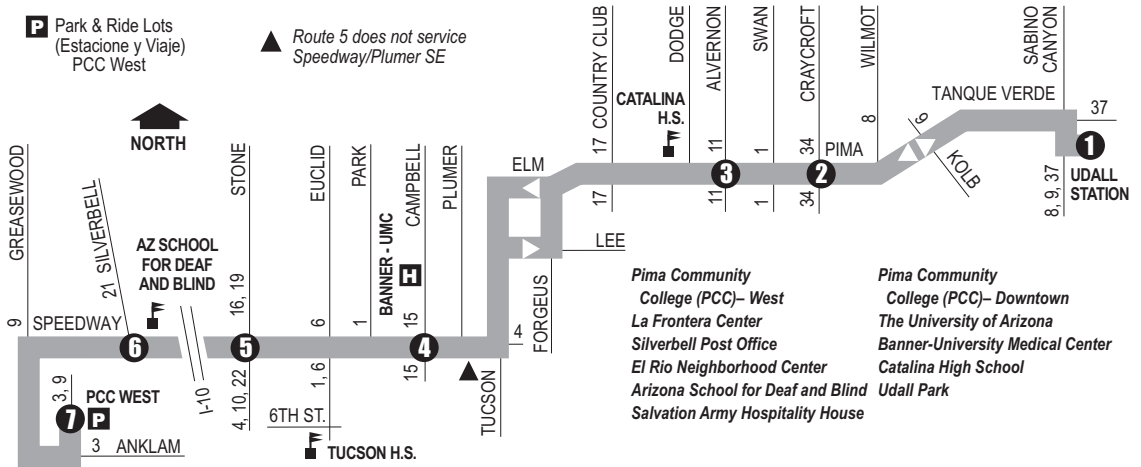 P Park & Ride Lots
(Estacione y Viaje)
PCC West
Route 5 does not service
Speedway/Plumer SE
NORTH
GREASEWOOD
21 SILVERBELL
AZ SCHOOL
FOR DEAF
AND BLIND
STONE
16, 19
EUCLID
6
PARK
1
BANNER - UMC
H
CAMPBELL
15
PLUMER
ELM
LEE
FORGEUS
4
TUCSON
9
SPEEDWAY
6
5
4
I-10
4, 10, 22
1, 6
15
6TH ST.
TUCSON H.S.
3, 9
7
PCC WEST
P
3 ANKLAM
COUNTRY CLUB
17
17
CATALINA
H.S.
DODGE
ALVERNON
11
3
11
SWAN
1
1
CRAYCROFT
34
2
34
PIMA
WILMOT
8
9
KOLB
TANQUE VERDE
SABINO
CANYON
37
1
UDALL
STATION
8, 9, 37
Pima Community
College (PCC)– West
La Frontera Center
Silverbell Post Office
El Rio Neighborhood Center
Arizona School for Deaf and Blind
Salvation Army Hospitality House
Pima Community
College (PCC)– Downtown
The University of Arizona
Banner-University Medical Center
Catalina High School
Udall Park